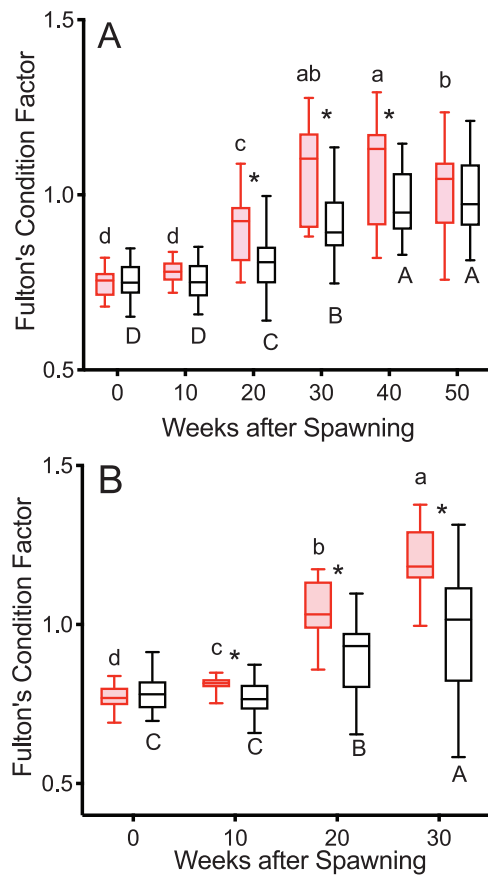 A
Fulton's Condition Factor
1.5
1.0
0.5
d
d
c
*
ab
*
a
*
b
D
D
C
B
A
A
0
10
20
30
40
50
Weeks after Spawning
B
Fulton's Condition Factor
1.5
1.0
0.5
d
c
*
b
*
a
*
C
C
B
A
0
10
20
30
Weeks after Spawning